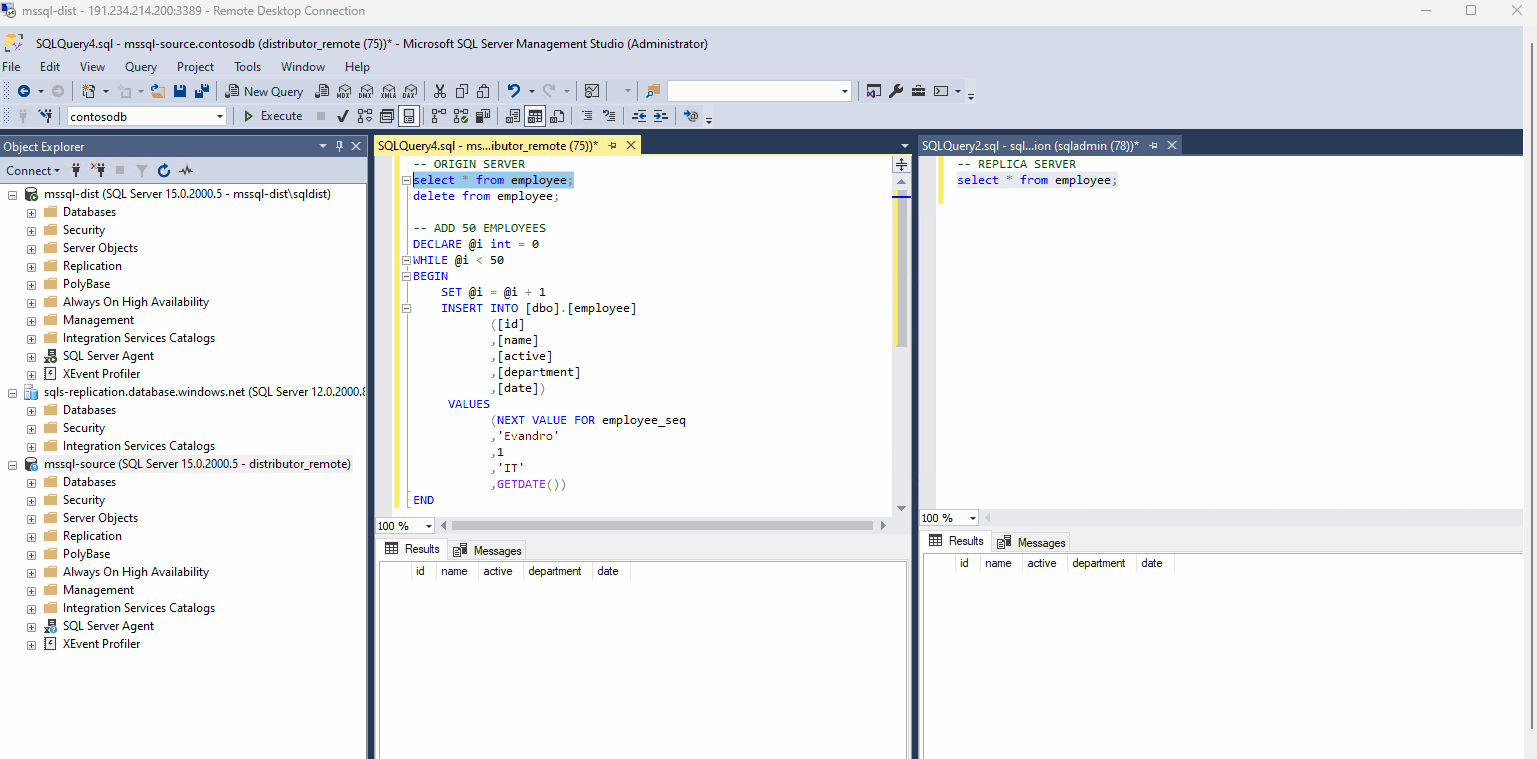 mssql-dist - 191.234.214.200:3389 - Remote Desktop Connection
SQLQuery4.sql - mssql-source.contosodb (distributor_remote (75))* - Microsoft SQL Server Management Studio (Administrator)
File Edit View Query Project Tools Window Help
New Query MDX DMX XMLA DAX
contosodb Execute
Object Explorer
Connect
mssql-dist (SQL Server 15.0.2000.5 - mssql-dist\sqldist)
Databases
Security
Server Objects
Replication
PolyBase
Always On High Availability
Management
Integration Services Catalogs
SQL Server Agent
XEvent Profiler
sqls-replication.database.windows.net (SQL Server 12.0.2000.8
Databases
Security
Integration Services Catalogs
mssql-source (SQL Server 15.0.2000.5 - distributor_remote)
Databases
Security
Server Objects
Replication
PolyBase
Always On High Availability
Management
Integration Services Catalogs
SQL Server Agent
XEvent Profiler
SQLQuery4.sql - ms...ibutor_remote (75))*
-- ORIGIN SERVER
select * from employee;
delete from employee;
-- ADD 50 EMPLOYEES
DECLARE @i int = 0
WHILE @i < 50
BEGIN
SET @i = @i + 1
INSERT INTO [dbo].[employee]
([id]
,[name]
,[active]
,[department]
,[date])
VALUES
(NEXT VALUE FOR employee_seq
,'Evandro'
,1
,'IT'
,GETDATE())
END
100 %
Results Messages
id name active department date
SQLQuery2.sql - sql...ion (sqladmin (78))*
-- REPLICA SERVER
select * from employee;
100 %
Results Messages
id name active department date